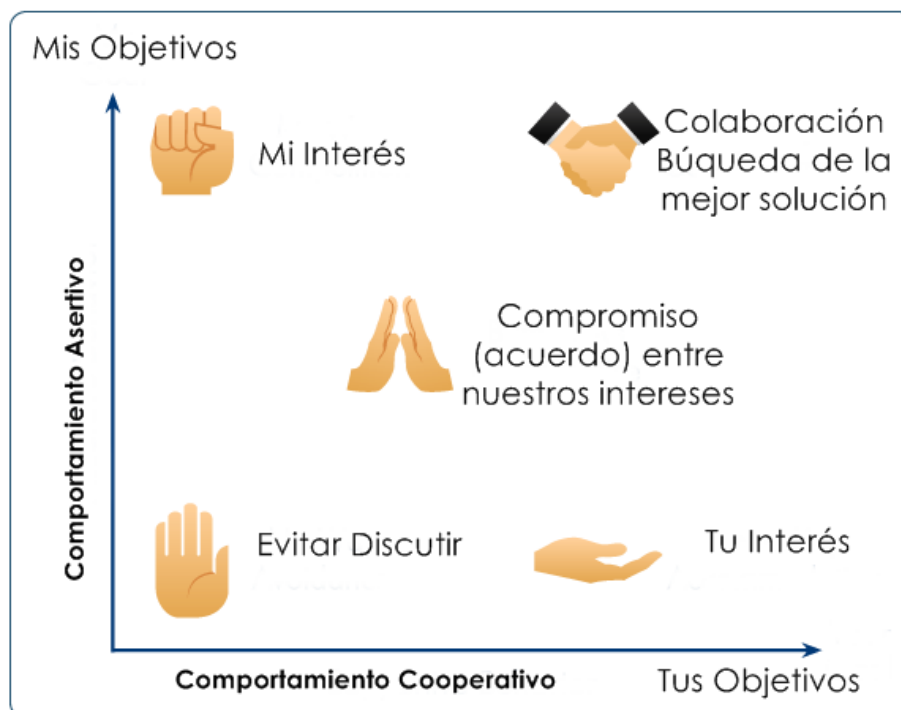 Mis Objetivos
Mi Interés
Colaboración
Búqueda de la
mejor solución
Comportamiento Asertivo
Compromiso
(acuerdo) entre
nuestros intereses
Evitar Discutir
Tu Interés
Comportamiento Cooperativo
Tus Objetivos